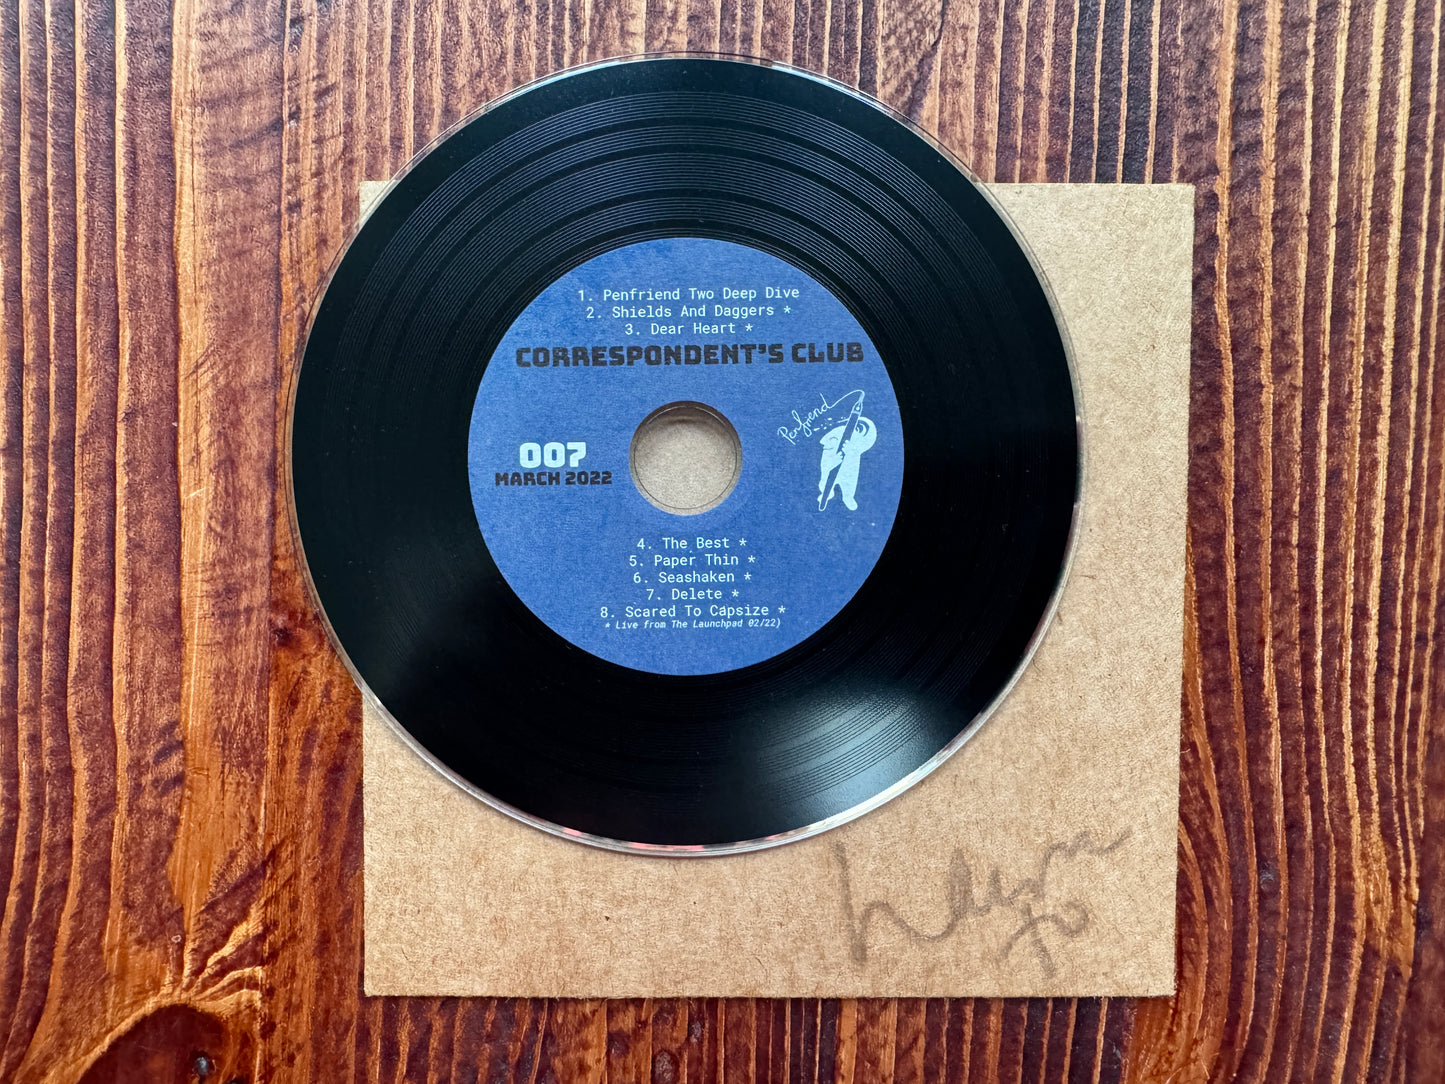 1. Penfriend Two Deep Dive
2. Shields And Daggers *
3. Dear Heart *
CORRESPONDENT'S CLUB
Penfriend
007
MARCH 2022
4. The Best *
5. Paper Thin *
6. Seashaken *
7. Delete *
8. Scared To Capsize *
* Live from The Launchpad 02/22)